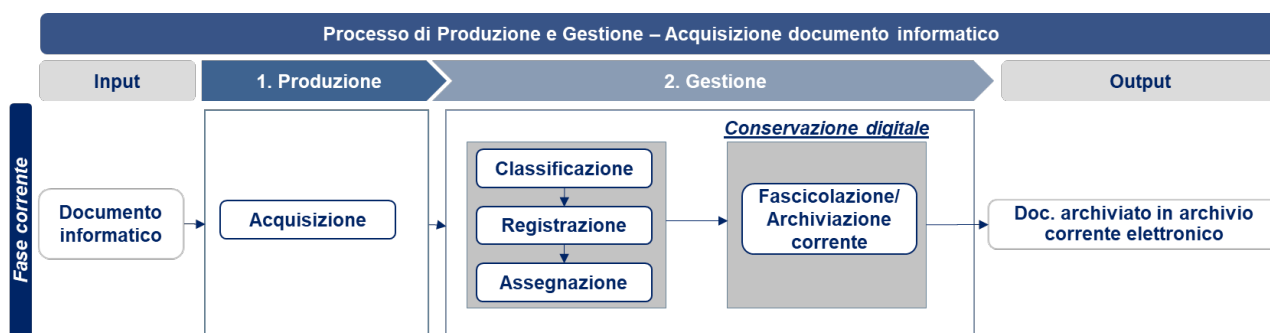 Processo di Produzione e Gestione – Acquisizione documento informatico
Input
1. Produzione
2. Gestione
Output
Fase corrente
Documento
informatico
Acquisizione
Classificazione
Registrazione
Assegnazione
Conservazione digitale
Fascicolazione/
Archiviazione
corrente
Doc. archiviato in archivio
corrente elettronico